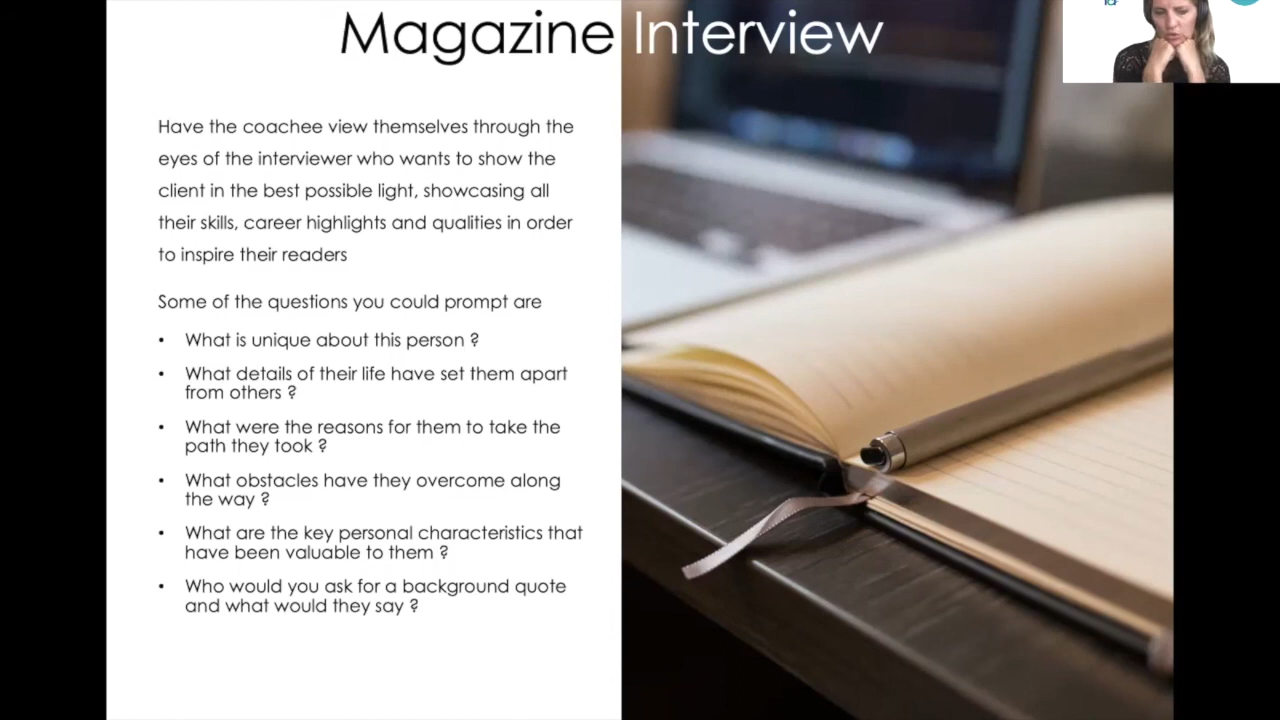 Magazine Interview
Have the coachee view themselves through the
eyes of the interviewer who wants to show the
client in the best possible light, showcasing all
their skills, career highlights and qualities in order
to inspire their readers
Some of the questions you could prompt are
• What is unique about this person ?
• What details of their life have set them apart
from others ?
• What were the reasons for them to take the
path they took ?
• What obstacles have they overcome along
the way ?
• What are the key personal characteristics that
have been valuable to them ?
• Who would you ask for a background quote
and what would they say ?